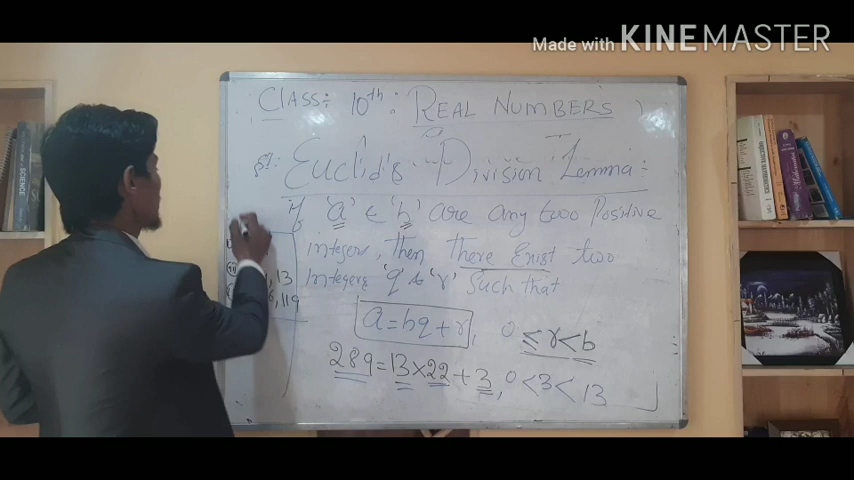 Made with KINEMASTER
CLASS:- 10th : REAL NUMBERS
Euclid's Division Lemma :-
If 'a' & 'b' are any two Positive
integers, then there Exist two
Integers 'q' & 'r' Such that
a = bq + r, 0 ≤ r < b
289 = 13 × 22 + 3, 0 < 3 < 13
, 13
, 119
SCIENCE